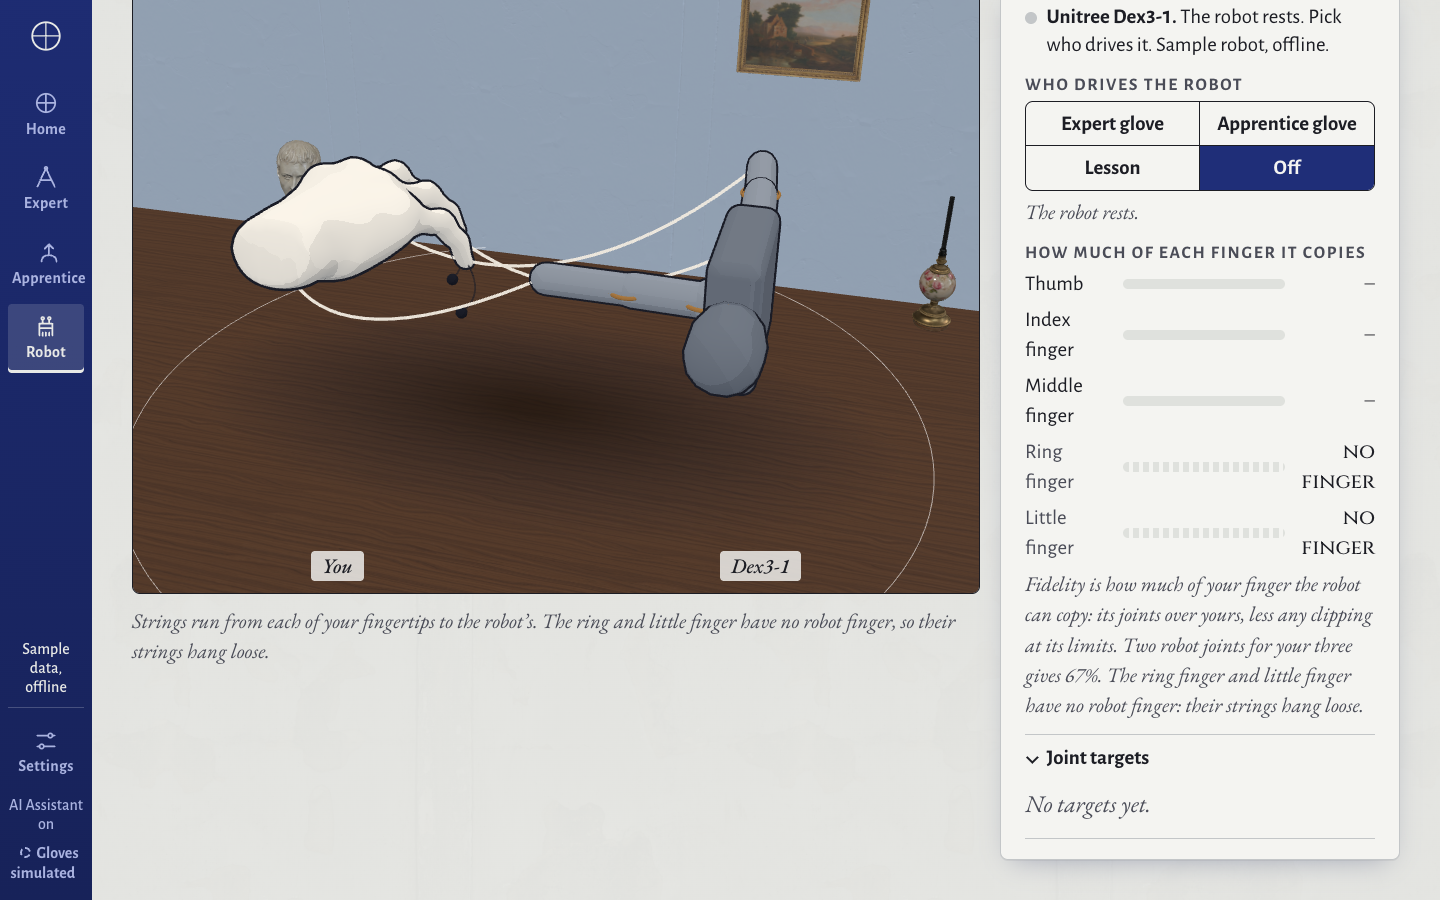 Home
Expert
Apprentice
Robot
Sample
data,
offline
Settings
AI Assistant
on
Gloves
simulated
You
Dex3-1
Strings run from each of your fingertips to the robot's. The ring and little finger have no robot finger, so their
strings hang loose.
Unitree Dex3-1. The robot rests. Pick
who drives it. Sample robot, offline.
WHO DRIVES THE ROBOT
Expert glove
Apprentice glove
Lesson
Off
The robot rests.
HOW MUCH OF EACH FINGER IT COPIES
Thumb –
Index
finger –
Middle
finger –
Ring
finger
NO
FINGER
Little
finger
NO
FINGER
Fidelity is how much of your finger the robot
can copy: its joints over yours, less any clipping
at its limits. Two robot joints for your three
gives 67%. The ring finger and little finger
have no robot finger: their strings hang loose.
Joint targets
No targets yet.